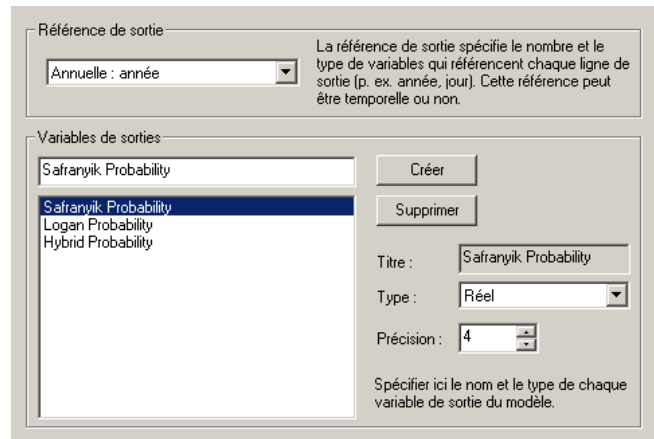 Référence de sortie
Annuelle : année
La référence de sortie spécifie le nombre et le
type de variables qui référencent chaque ligne de
sortie (p. ex. année, jour). Cette référence peut
être temporelle ou non.
Variables de sorties
Safranyik Probability
Créer
Safranyik Probability
Logan Probability
Hybrid Probability
Supprimer
Titre :
Safranyik Probability
Type :
Réel
Précision :
4
Spécifier ici le nom et le type de chaque
variable de sortie du modèle.